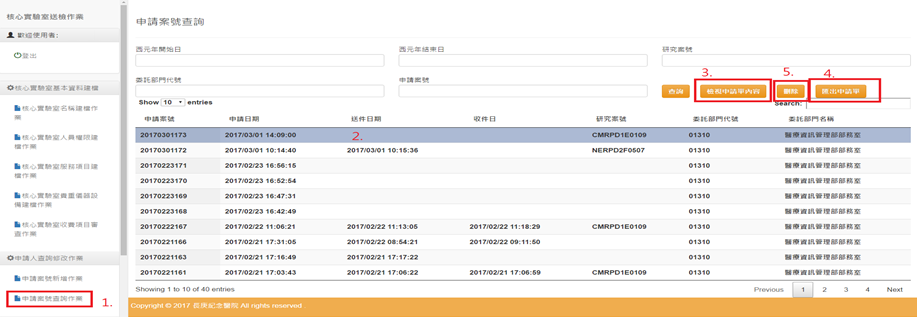 核心實驗室送檢作業
歡迎使用者:
登出
核心實驗室基本資料建檔
核心實驗室名稱建檔作業
核心實驗室人員權限建檔作業
核心實驗室服務項目建檔作業
核心實驗室貴重儀器設備建檔作業
核心實驗室收費項目審查作業
申請人查詢修改作業
申請案號新增作業
申請案號查詢作業
1.
申請案號查詢
西元年開始日 西元年結束日 研究案號
委託部門代號 申請案號
3. 5. 4.
查詢 檢視申請單內容 刪除 匯出申請單
Show 10 entries Search:
申請案號 申請日期 送件日期 收件日 研究案號 委託部門代號 委託部門名稱
20170301173 2017/03/01 14:09:00 2. CMRPD1E0109 01310 醫療資訊管理部部務室
20170301172 2017/03/01 10:14:40 2017/03/01 10:15:36 NERPD2F0507 01310 醫療資訊管理部部務室
20170223171 2017/02/23 16:56:15 01310 醫療資訊管理部部務室
20170223170 2017/02/23 16:52:54 01310 醫療資訊管理部部務室
20170223169 2017/02/23 16:47:31 01310 醫療資訊管理部部務室
20170223168 2017/02/23 16:42:49 01310 醫療資訊管理部部務室
20170222167 2017/02/22 11:06:21 2017/02/22 11:13:05 2017/02/22 11:18:29 CMRPD1E0109 01310 醫療資訊管理部部務室
20170221166 2017/02/21 17:31:05 2017/02/22 08:54:21 2017/02/22 09:11:50 01310 醫療資訊管理部部務室
20170221163 2017/02/21 17:16:49 2017/02/21 17:17:22 01310 醫療資訊管理部部務室
20170221161 2017/02/21 17:03:43 2017/02/21 17:06:22 2017/02/21 17:06:59 CMRPD1E0109 01310 醫療資訊管理部部務室
Showing 1 to 10 of 40 entries Previous 1 2 3 4 Next
Copyright © 2017 長庚紀念醫院 All rights reserved